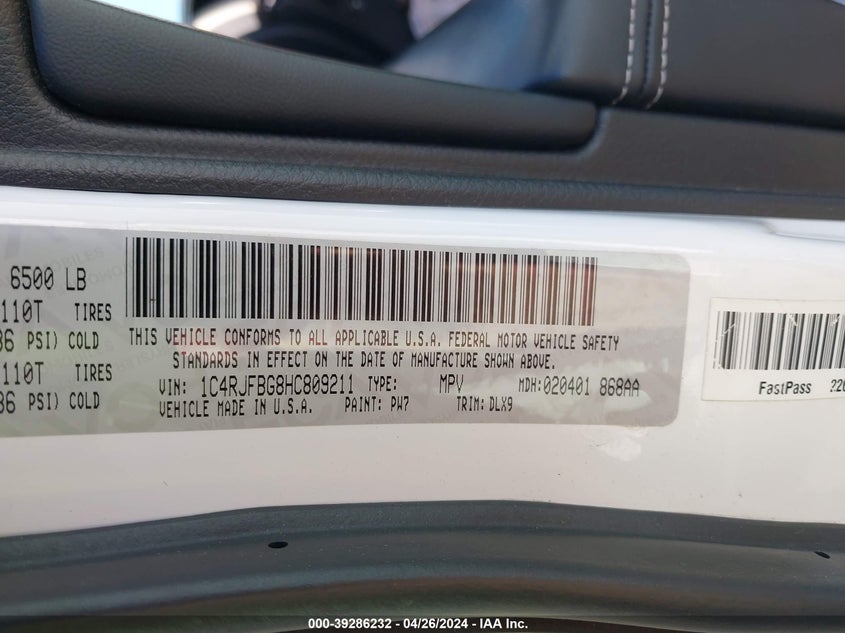 6500 LB
110T TIRES
36 PSI) COLD
110T TIRES
36 PSI) COLD
THIS VEHICLE CONFORMS TO ALL APPLICABLE U.S.A. FEDERAL MOTOR VEHICLE SAFETY
STANDARDS IN EFFECT ON THE DATE OF MANUFACTURE SHOWN ABOVE.
VIN: 1C4RJFBG8HC809211 TYPE: MPV MDH: 020401 868AA
VEHICLE MADE IN U.S.A. PAINT: PW7 TRIM: DLX9
FastPass 220
000-39286232 - 04/26/2024 - IAA Inc.